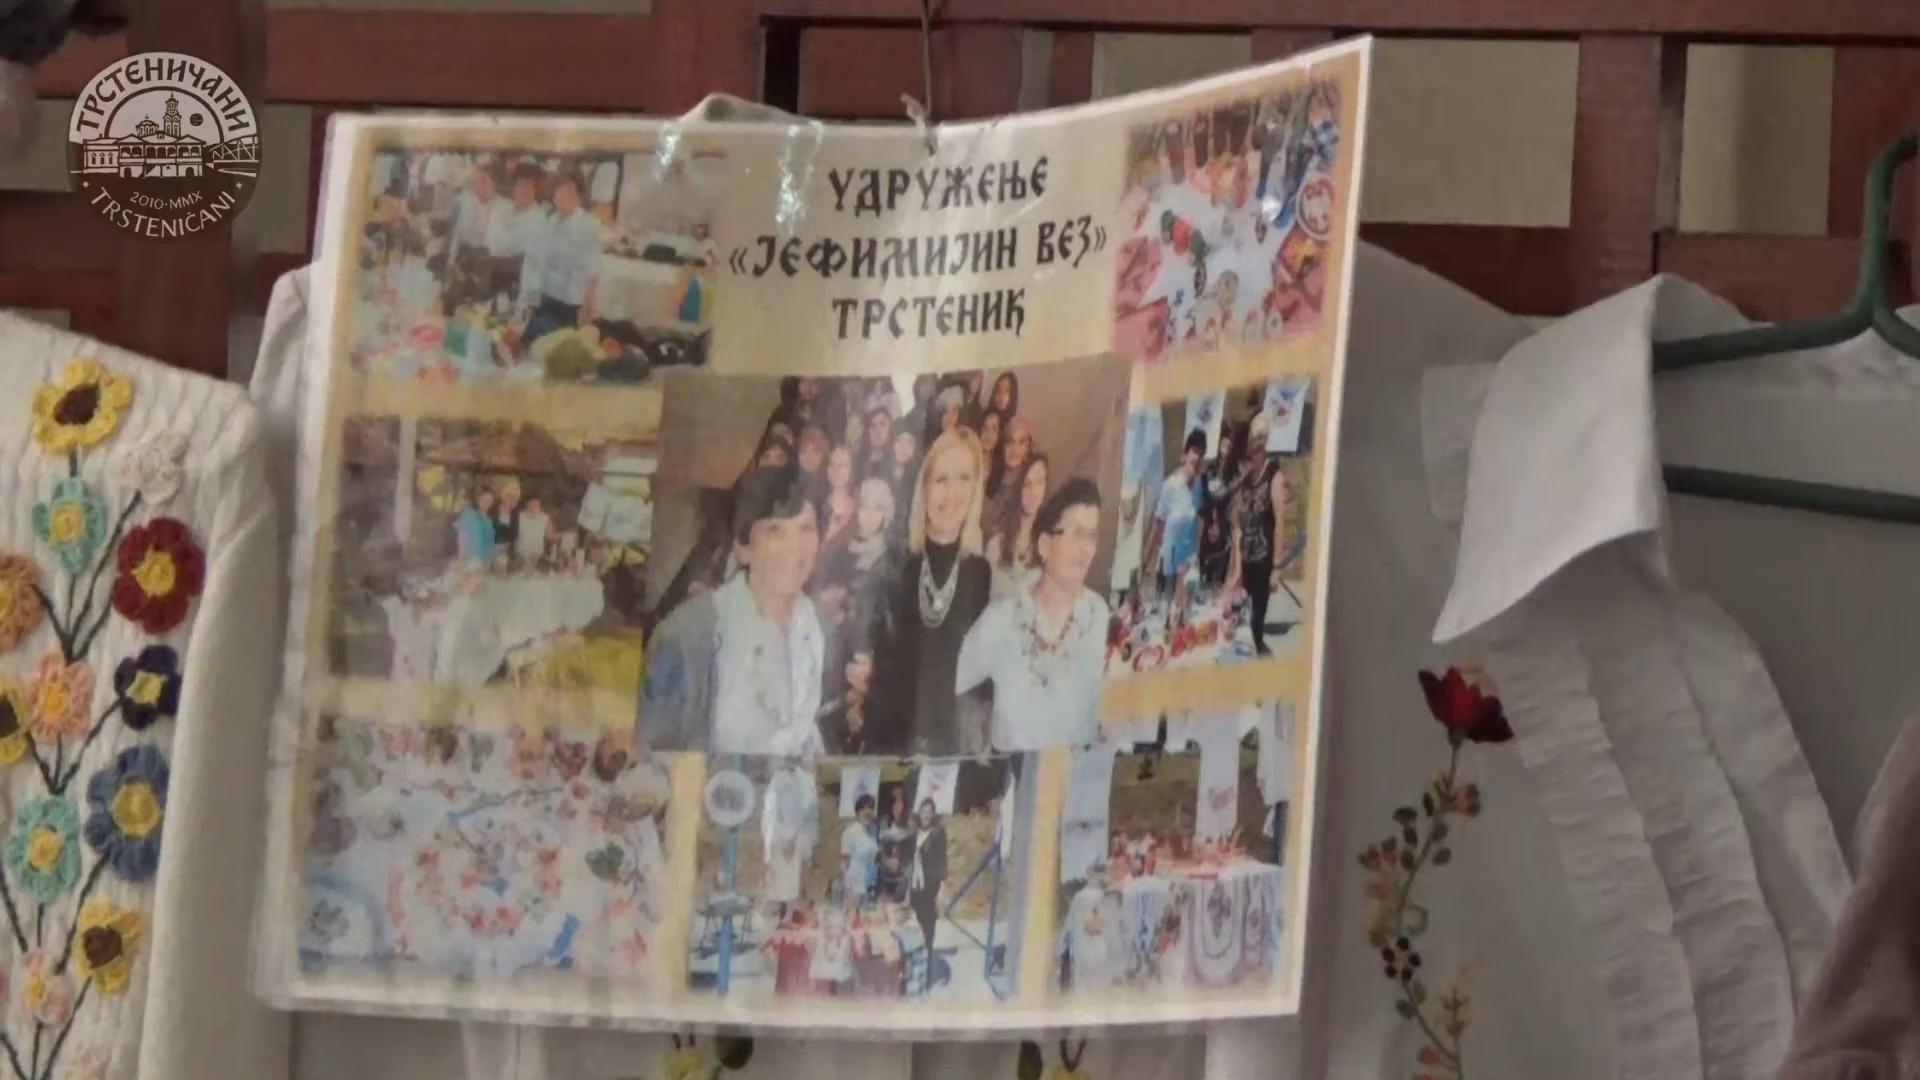 ТРСТЕНИЧАНИ
2010·MMX
· TRSTENIČANI ·
УДРУЖЕЊЕ
«ЈЕФИМИЈИН ВЕЗ»
ТРСТЕНИК